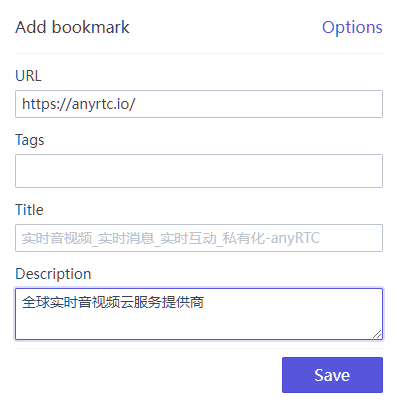 Add bookmark Options
URL
https://anyrtc.io/
Tags
Title
实时音视频_实时消息_实时互动_私有化-anyRTC
Description
全球实时音视频云服务提供商
Save